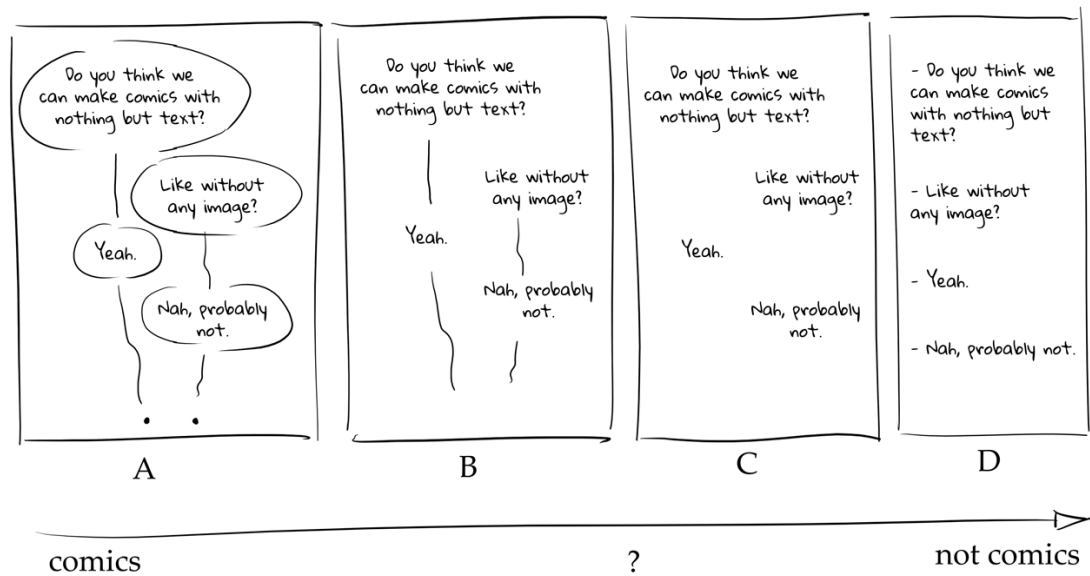 Do you think we
can make comics with
nothing but text?
Like without
any image?
Yeah.
Nah, probably
not.
A
Do you think we
can make comics with
nothing but text?
Like without
any image?
Yeah.
Nah, probably
not.
B
Do you think we
can make comics with
nothing but text?
Like without
any image?
Yeah.
Nah, probably
not.
C
- Do you think we
can make comics
with nothing but
text?
- Like without
any image?
- Yeah.
- Nah, probably not.
D
comics
?
not comics